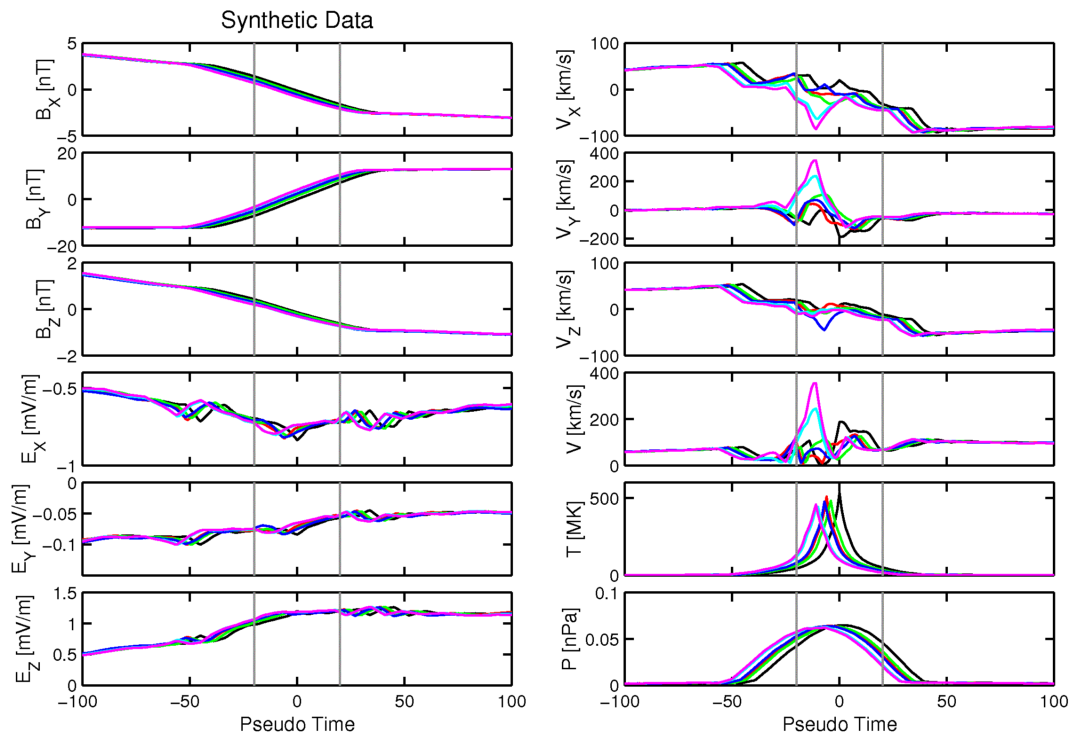 Synthetic Data
5
0
−5
B_X [nT]
20
0
−20
B_Y [nT]
2
0
−2
B_Z [nT]
−0.5
−1
E_X [mV/m]
0
−0.05
−0.1
E_Y [mV/m]
1.5
1
0.5
0
E_Z [mV/m]
−100 −50 0 50 100
Pseudo Time
100
0
−100
V_X [km/s]
400
200
0
−200
V_Y [km/s]
100
0
−100
V_Z [km/s]
400
200
0
V [km/s]
500
0
T [MK]
0.1
0.05
0
P [nPa]
−100 −50 0 50 100
Pseudo Time